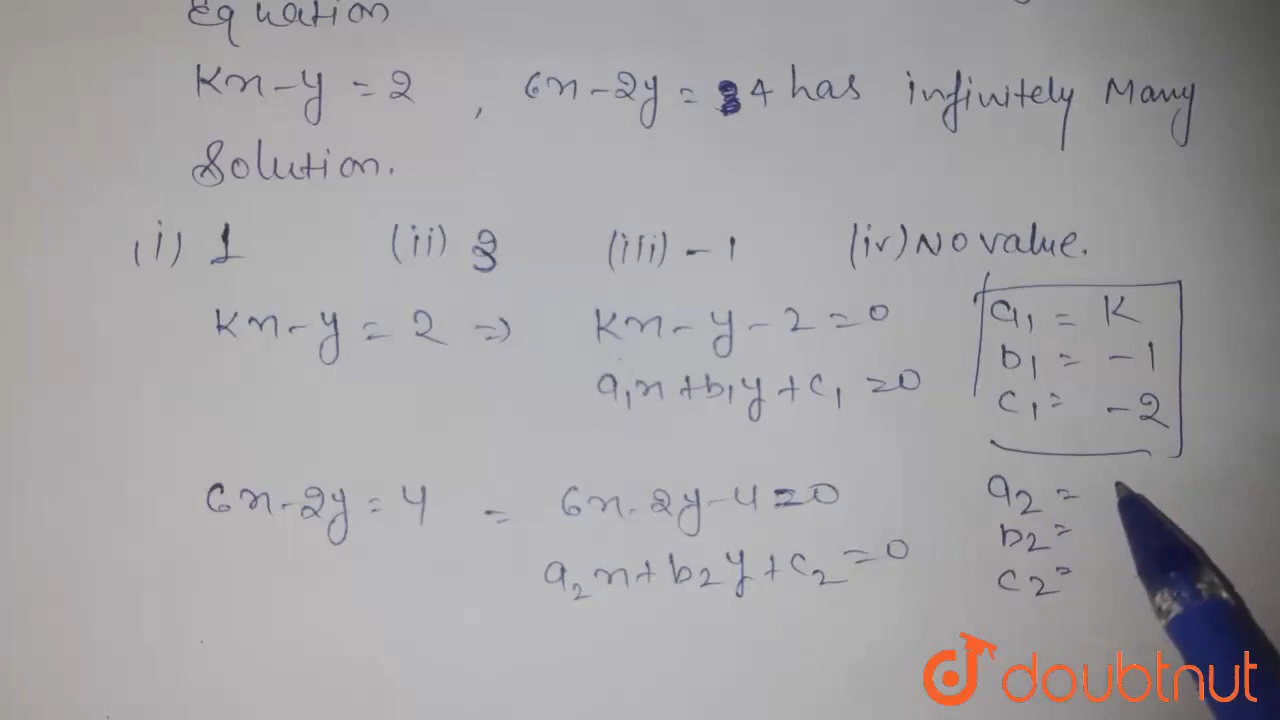 Equation
Kx-y = 2 , 6x-2y = 4 has infinitely Many
Solution.
(i) 1 (ii) 3 (iii) -1 (iv) No value.
Kx-y = 2 => Kx-y-2=0
a₁x+b₁y+c₁=0
a₁= K
b₁= -1
c₁= -2
6x-2y=4 = 6x-2y-4=0
a₂x+b₂y+c₂=0
a₂=
b₂=
c₂=
doubtnut